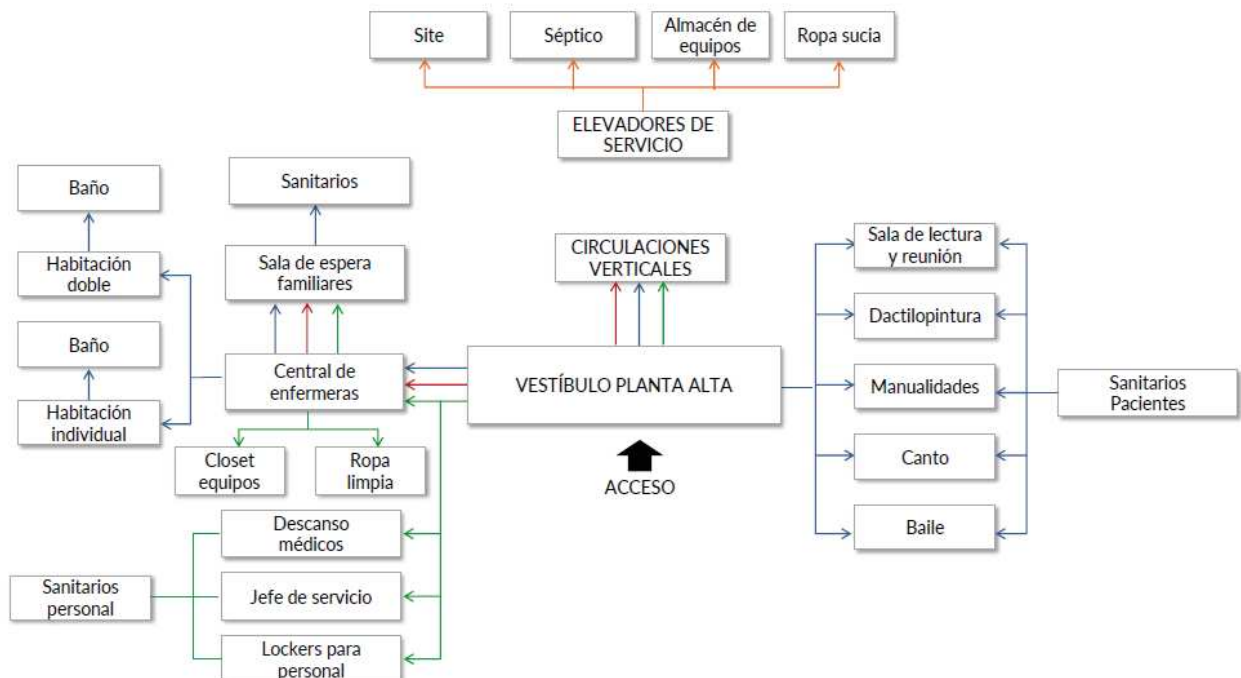 Site
Séptico
Almacén de
equipos
Ropa sucia
ELEVADORES DE
SERVICIO
Baño
Sanitarios
Habitación
doble
Sala de espera
familiares
CIRCULACIONES
VERTICALES
Sala de lectura
y reunión
Dactilopintura
Baño
Central de
enfermeras
VESTÍBULO PLANTA ALTA
Manualidades
Sanitarios
Pacientes
Habitación
individual
Closet
equipos
Ropa
limpia
ACCESO
Canto
Descanso
médicos
Baile
Sanitarios
personal
Jefe de servicio
Lockers para
personal